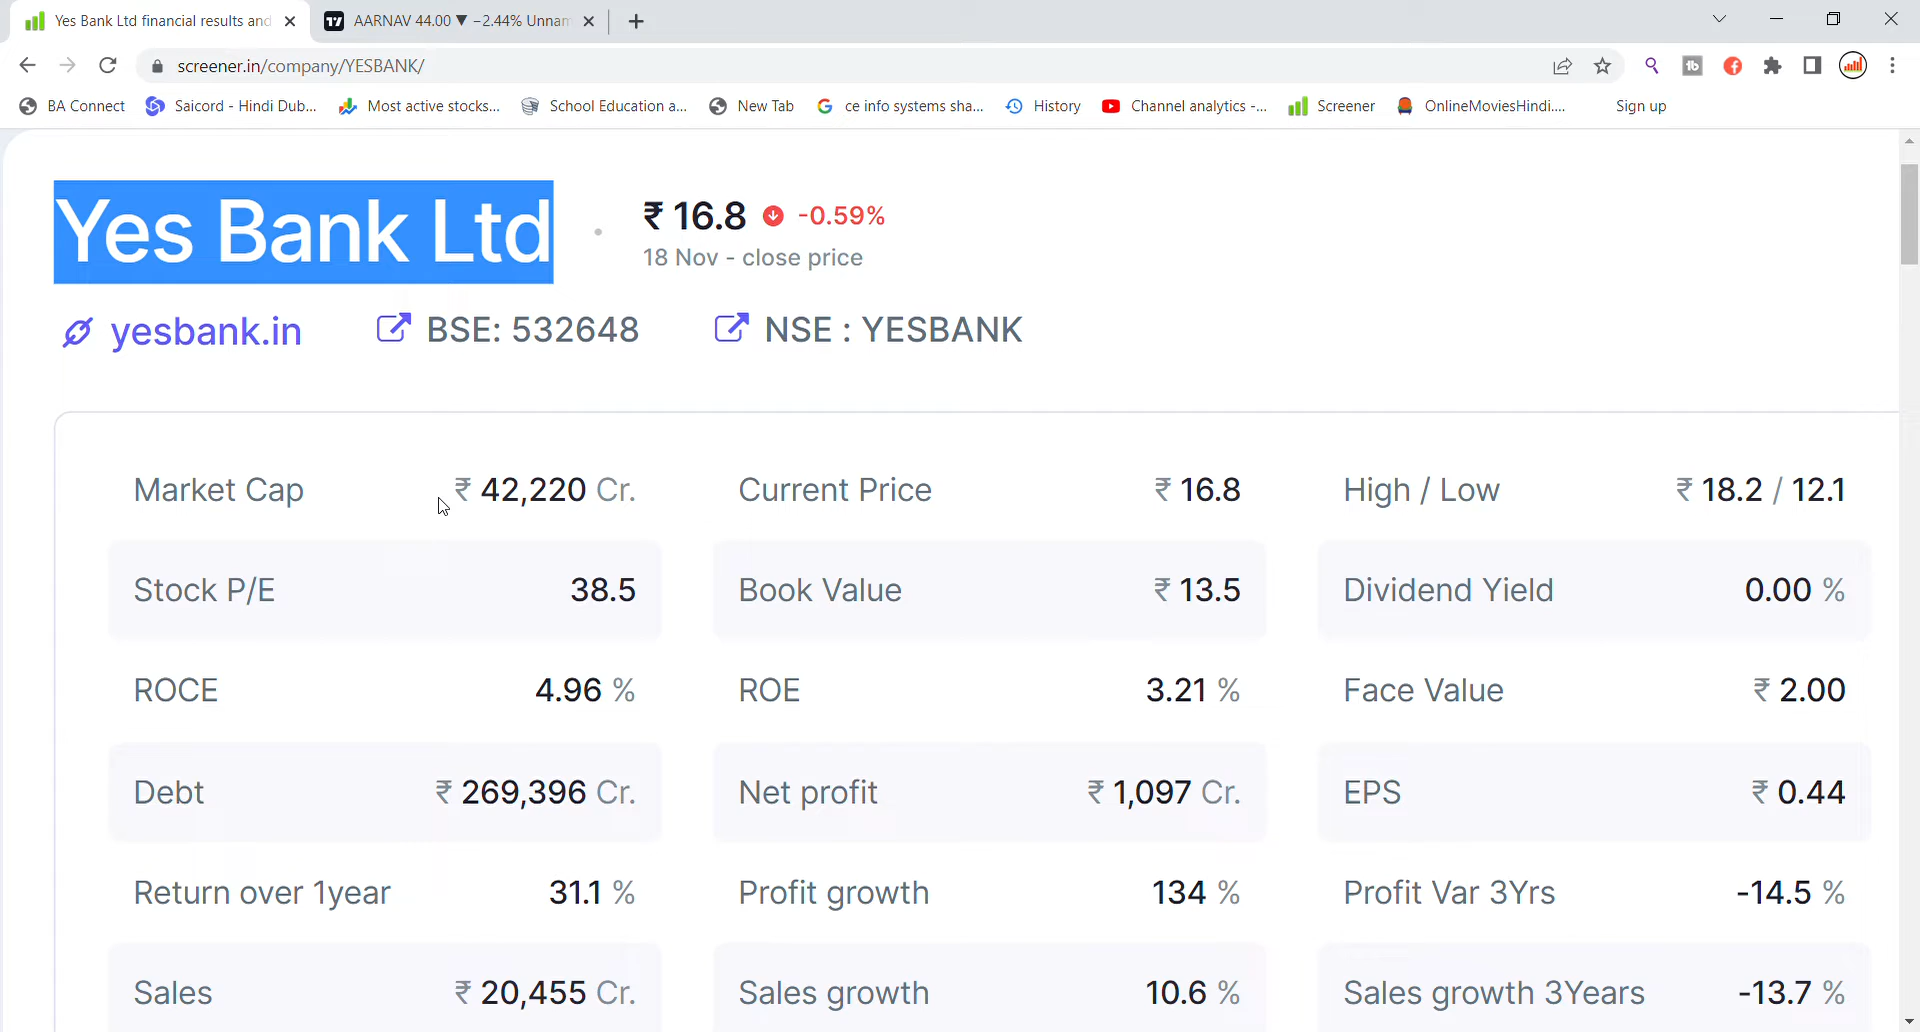 Yes Bank Ltd financial results and
AARNAV 44.00 ▼ −2.44% Unnam
screener.in/company/YESBANK/
BA Connect
Saicord - Hindi Dub...
Most active stocks...
School Education a...
New Tab
ce info systems sha...
History
Channel analytics -...
Screener
OnlineMoviesHindi....
Sign up
Yes Bank Ltd
₹ 16.8 -0.59%
18 Nov - close price
yesbank.in
BSE: 532648
NSE : YESBANK
Market Cap ₹ 42,220 Cr.
Current Price ₹ 16.8
High / Low ₹ 18.2 / 12.1
Stock P/E 38.5
Book Value ₹ 13.5
Dividend Yield 0.00 %
ROCE 4.96 %
ROE 3.21 %
Face Value ₹ 2.00
Debt ₹ 269,396 Cr.
Net profit ₹ 1,097 Cr.
EPS ₹ 0.44
Return over 1year 31.1 %
Profit growth 134 %
Profit Var 3Yrs -14.5 %
Sales ₹ 20,455 Cr.
Sales growth 10.6 %
Sales growth 3Years -13.7 %